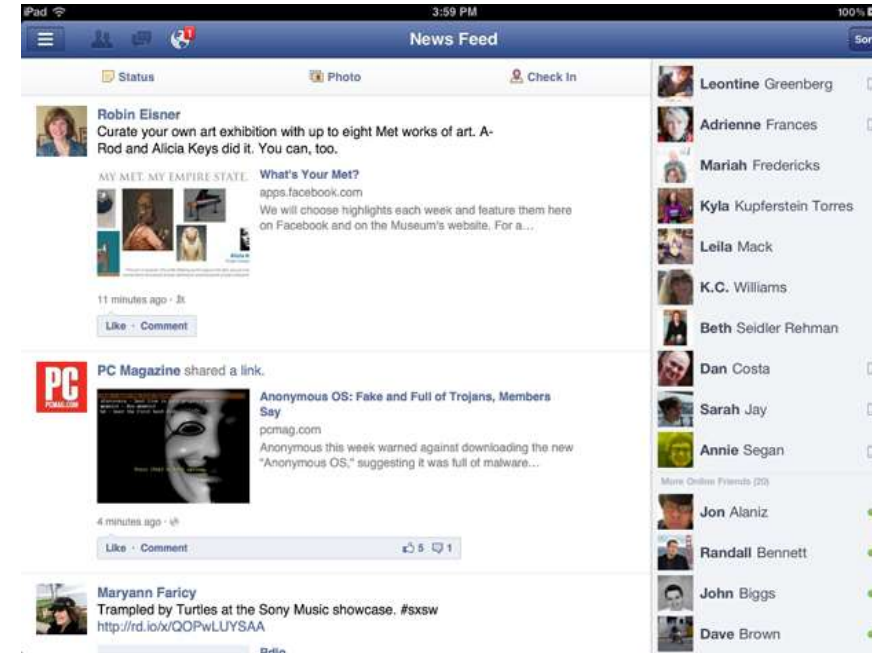 iPad 3:59 PM 100%
1
News Feed
Sor
Status Photo Check In
Robin Eisner
Curate your own art exhibition with up to eight Met works of art. A-
Rod and Alicia Keys did it. You can, too.
MY MET. MY EMPIRE STATE.
What's Your Met?
apps.facebook.com
We will choose highlights each week and feature them here
on Facebook and on the Museum's website. For a...
11 minutes ago ·
Like · Comment
PC
PCMAG.COM
PC Magazine shared a link.
Anonymous OS: Fake and Full of Trojans, Members
Say
pcmag.com
Anonymous this week warned against downloading the new
"Anonymous OS," suggesting it was full of malware...
4 minutes ago ·
Like · Comment 5 1
Maryann Faricy
Trampled by Turtles at the Sony Music showcase. #sxsw
http://rd.io/x/QOPwLUYSAA
Rdio
Leontine Greenberg
Adrienne Frances
Mariah Fredericks
Kyla Kupferstein Torres
Leila Mack
K.C. Williams
Beth Seidler Rehman
Dan Costa
Sarah Jay
Annie Segan
More Online Friends (20)
Jon Alaniz
Randall Bennett
John Biggs
Dave Brown